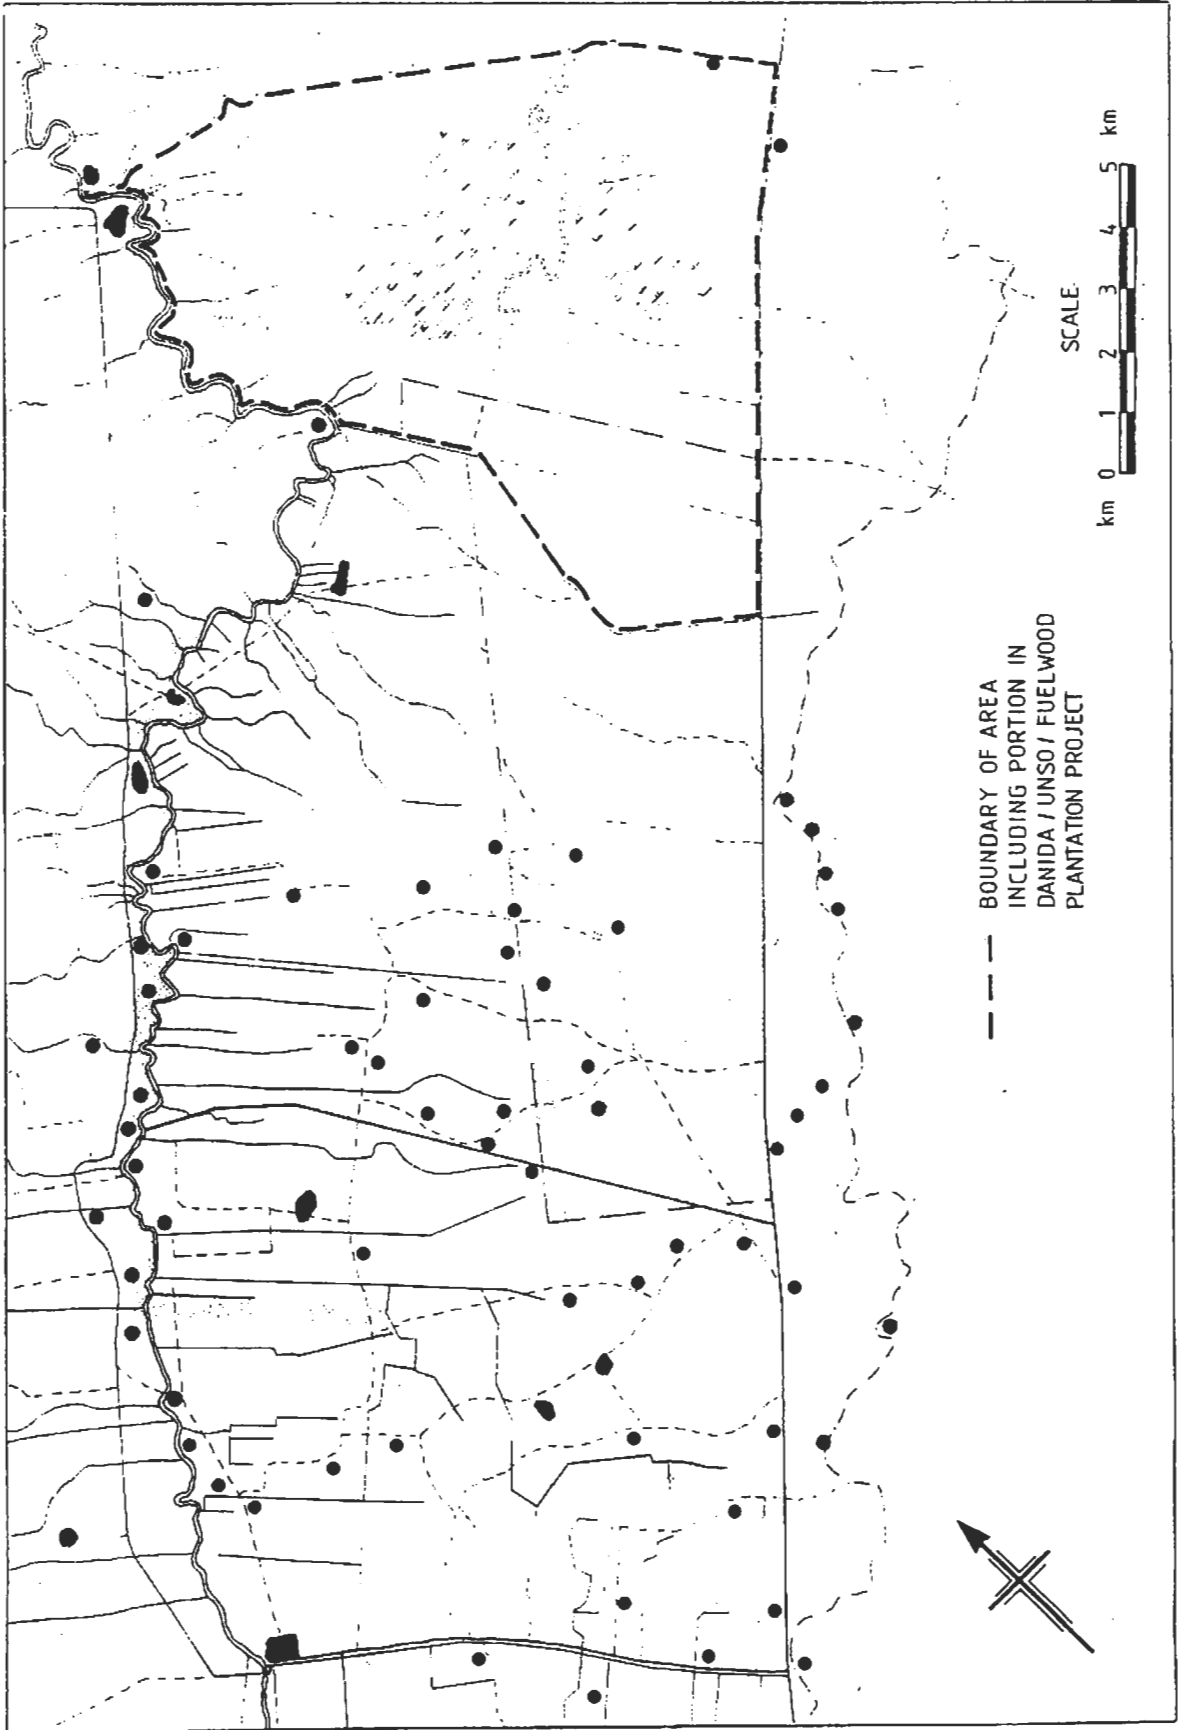 BOUNDARY OF AREA
INCLUDING PORTION IN
DANIDA / UNSO / FUELWOOD
PLANTATION PROJECT
SCALE
km 0 1 2 3 4 5 km